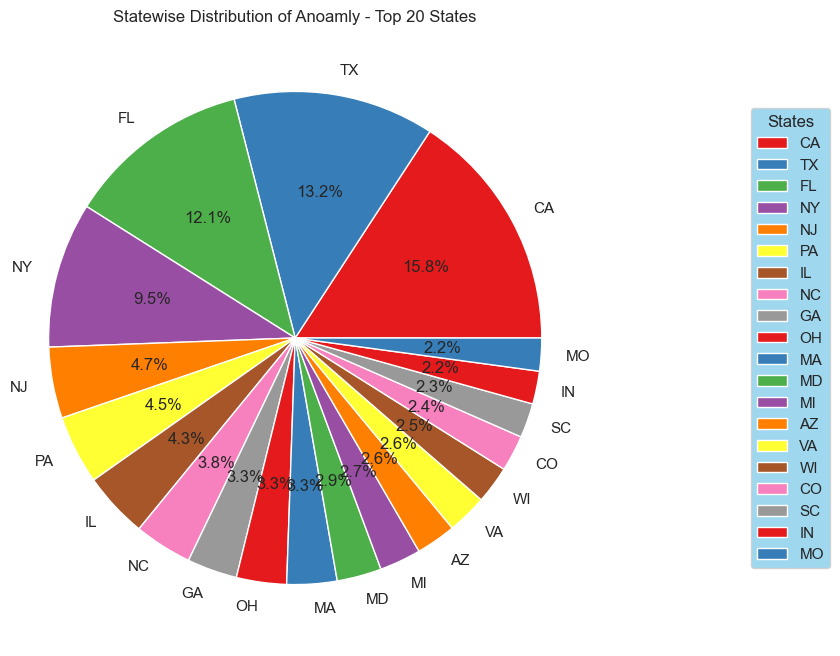 Statewise Distribution of Anoamly - Top 20 States
TX
FL
CA
NY
NJ
PA
IL
NC
GA
OH
MA
MD
MI
AZ
VA
WI
CO
SC
IN
MO
15.8%
13.2%
12.1%
9.5%
4.7%
4.5%
4.3%
3.8%
3.3%
3.3%
3.3%
2.9%
2.7%
2.6%
2.6%
2.5%
2.4%
2.3%
2.2%
2.2%
States
CA
TX
FL
NY
NJ
PA
IL
NC
GA
OH
MA
MD
MI
AZ
VA
WI
CO
SC
IN
MO